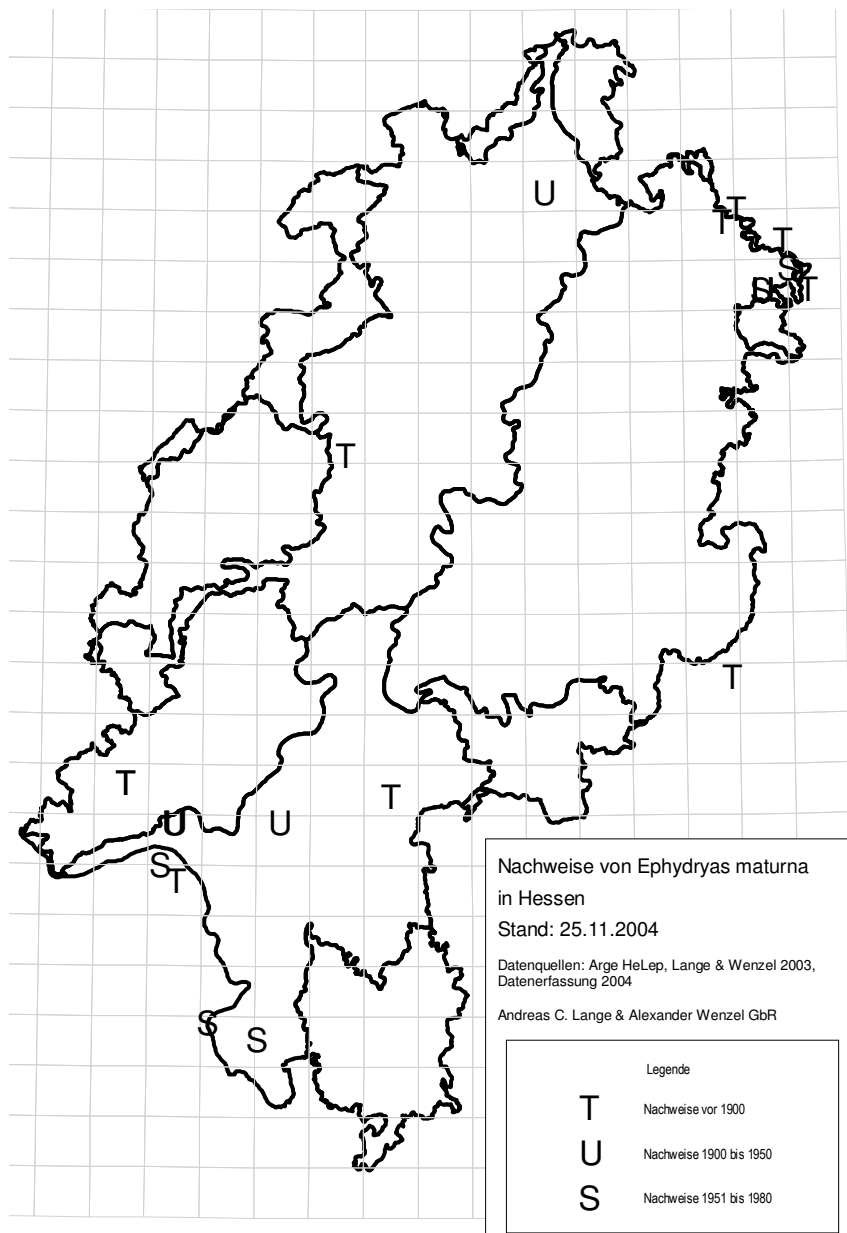 U
T
T
T
S
S
T
T
T
T
T
U
U
S
T
S
S
Nachweise von Ephydryas maturna
in Hessen
Stand: 25.11.2004
Datenquellen: Arge HeLep, Lange & Wenzel 2003,
Datenerfassung 2004
Andreas C. Lange & Alexander Wenzel GbR
Legende
T Nachweise vor 1900
U Nachweise 1900 bis 1950
S Nachweise 1951 bis 1980